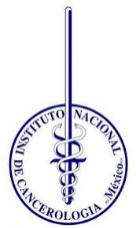 INSTITUTO NACIONAL
DE CANCEROLOGIA
México